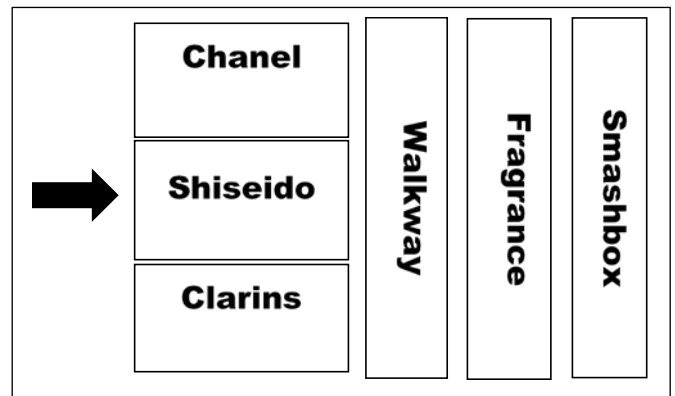 Chanel
Shiseido
Clarins
Walkway
Fragrance
Smashbox